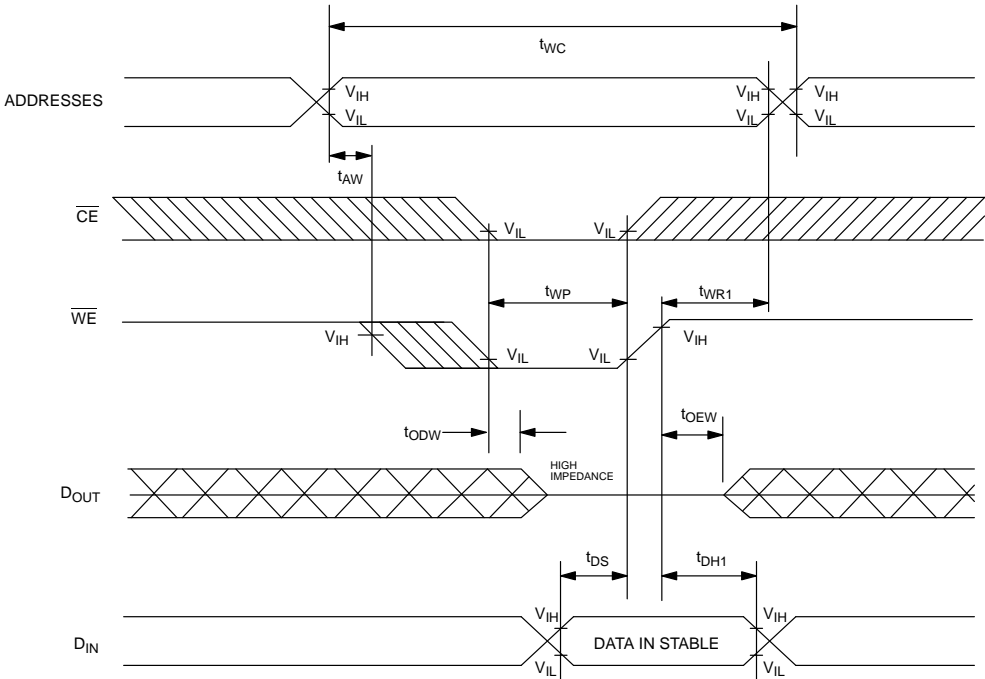 tWC
ADDRESSES
VIH
VIL
VIH
VIL
VIH
VIL
tAW
CE
VIL
VIL
tWP
tWR1
WE
VIH
VIL
VIL
VIH
tODW
tOEW
DOUT
HIGH
IMPEDANCE
tDS
tDH1
DIN
VIH
VIL
DATA IN STABLE
VIH
VIL